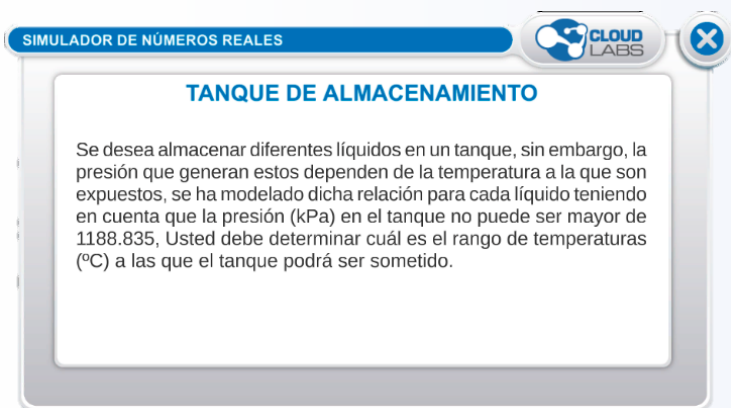 SIMULADOR DE NÚMEROS REALES
CLOUD
LABS
TANQUE DE ALMACENAMIENTO
Se desea almacenar diferentes líquidos en un tanque, sin embargo, la
presión que generan estos dependen de la temperatura a la que son
expuestos, se ha modelado dicha relación para cada líquido teniendo
en cuenta que la presión (kPa) en el tanque no puede ser mayor de
1188.835, Usted debe determinar cuál es el rango de temperaturas
(ºC) a las que el tanque podrá ser sometido.